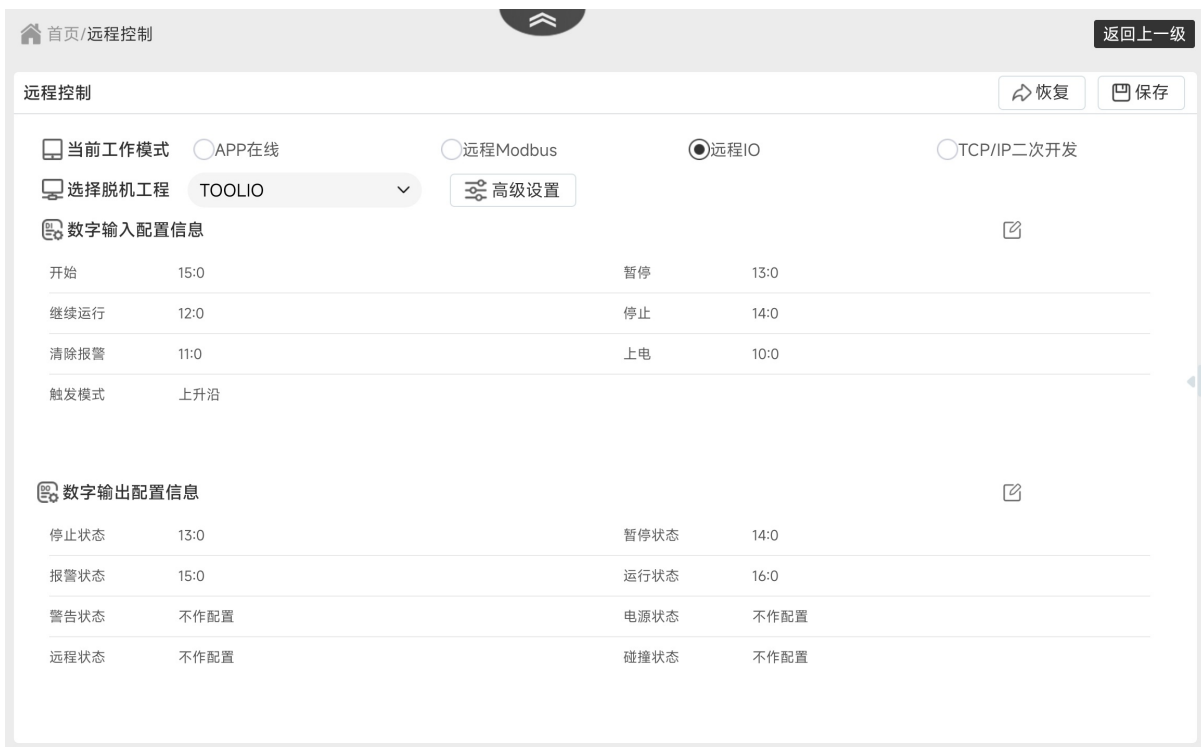 首页/远程控制
返回上一级
远程控制
恢复
保存
当前工作模式 APP在线 远程Modbus 远程IO TCP/IP二次开发
选择脱机工程 TOOLIO 高级设置
数字输入配置信息
开始 15:0 暂停 13:0
继续运行 12:0 停止 14:0
清除报警 11:0 上电 10:0
触发模式 上升沿
数字输出配置信息
停止状态 13:0 暂停状态 14:0
报警状态 15:0 运行状态 16:0
警告状态 不作配置 电源状态 不作配置
远程状态 不作配置 碰撞状态 不作配置